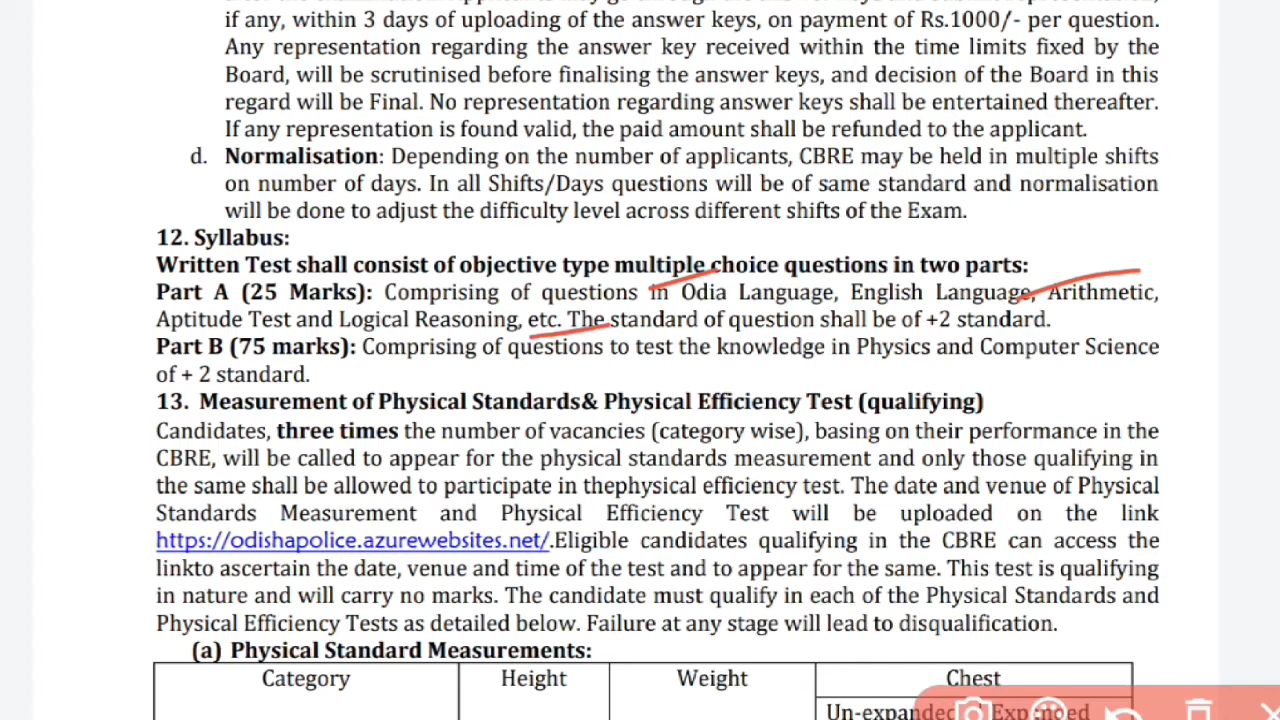 if any, within 3 days of uploading of the answer keys, on payment of Rs.1000/- per question.
Any representation regarding the answer key received within the time limits fixed by the
Board, will be scrutinised before finalising the answer keys, and decision of the Board in this
regard will be Final. No representation regarding answer keys shall be entertained thereafter.
If any representation is found valid, the paid amount shall be refunded to the applicant.
d. Normalisation: Depending on the number of applicants, CBRE may be held in multiple shifts
on number of days. In all Shifts/Days questions will be of same standard and normalisation
will be done to adjust the difficulty level across different shifts of the Exam.
12. Syllabus:
Written Test shall consist of objective type multiple choice questions in two parts:
Part A (25 Marks): Comprising of questions in Odia Language, English Language, Arithmetic,
Aptitude Test and Logical Reasoning, etc. The standard of question shall be of +2 standard.
Part B (75 marks): Comprising of questions to test the knowledge in Physics and Computer Science
of + 2 standard.
13. Measurement of Physical Standards& Physical Efficiency Test (qualifying)
Candidates, three times the number of vacancies (category wise), basing on their performance in the
CBRE, will be called to appear for the physical standards measurement and only those qualifying in
the same shall be allowed to participate in thephysical efficiency test. The date and venue of Physical
Standards Measurement and Physical Efficiency Test will be uploaded on the link
https://odishapolice.azurewebsites.net/.Eligible candidates qualifying in the CBRE can access the
linkto ascertain the date, venue and time of the test and to appear for the same. This test is qualifying
in nature and will carry no marks. The candidate must qualify in each of the Physical Standards and
Physical Efficiency Tests as detailed below. Failure at any stage will lead to disqualification.
(a) Physical Standard Measurements:
Category Height Weight Chest
Un-expanded Expanded